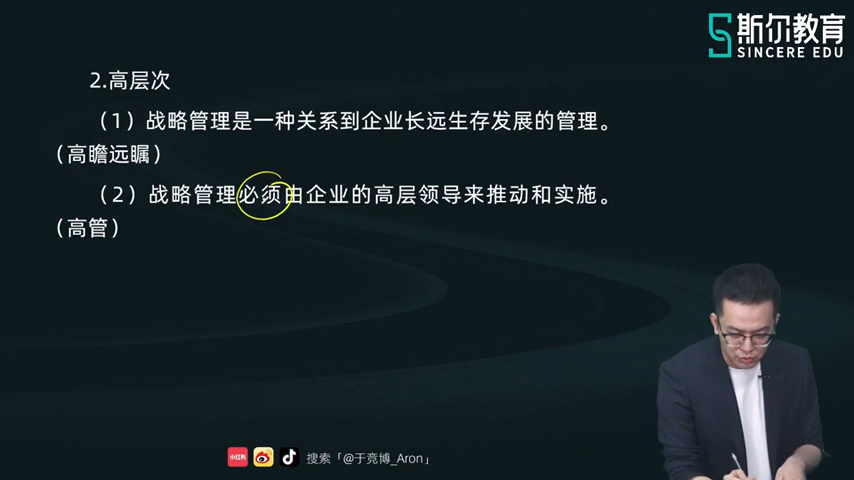 斯尔教育
SINCERE EDU
2.高层次
（1）战略管理是一种关系到企业长远生存发展的管理。
（高瞻远瞩）
（2）战略管理必须由企业的高层领导来推动和实施。
（高管）
小红书
搜索「@于竞博_Aron」